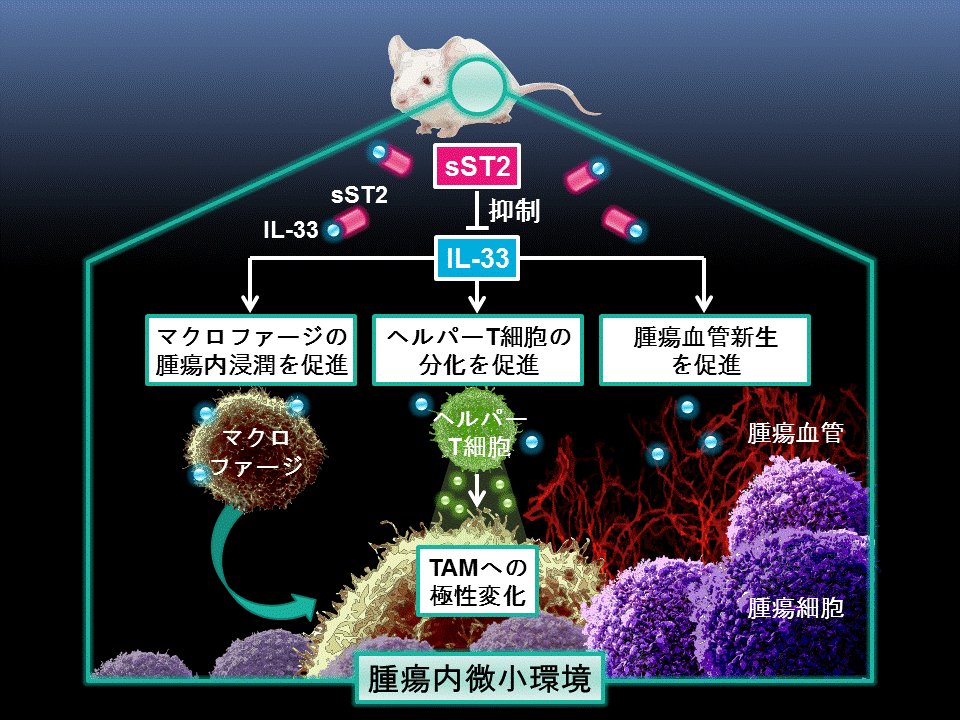 sST2
sST2
抑制
IL-33
IL-33
マクロファージの
腫瘍内浸潤を促進
ヘルパーT細胞の
分化を促進
腫瘍血管新生
を促進
マクロ
ファージ
ヘルパー
T細胞
腫瘍血管
TAMへの
極性変化
腫瘍細胞
腫瘍内微小環境